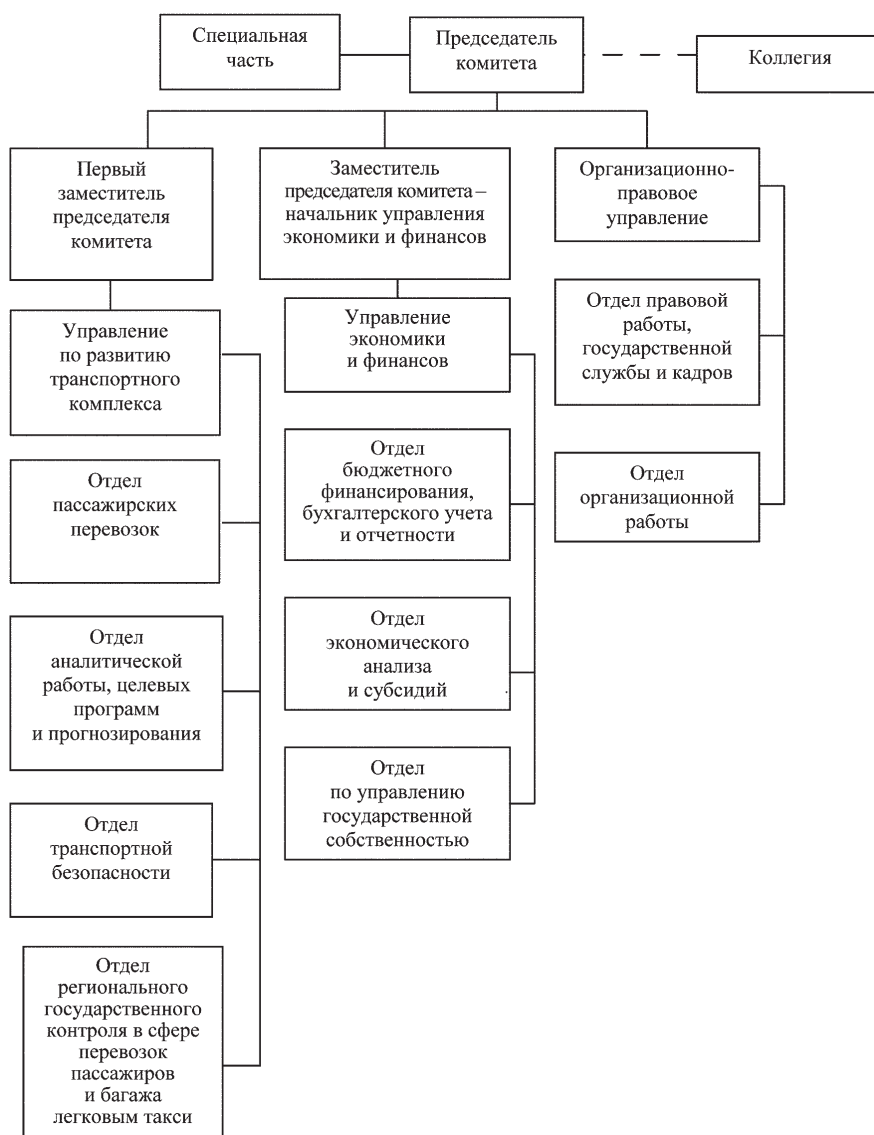 Специальная
часть
Председатель
комитета
Коллегия
Первый
заместитель
председателя
комитета
Заместитель
председателя комитета –
начальник управления
экономики и финансов
Организационно-
правовое
управление
Управление
по развитию
транспортного
комплекса
Управление
экономики
и финансов
Отдел правовой
работы,
государственной
службы и кадров
Отдел
пассажирских
перевозок
Отдел
бюджетного
финансирования,
бухгалтерского учета
и отчетности
Отдел
организационной
работы
Отдел
аналитической
работы, целевых
программ
и прогнозирования
Отдел
экономического
анализа
и субсидий
Отдел
транспортной
безопасности
Отдел
по управлению
государственной
собственностью
Отдел
регионального
государственного
контроля в сфере
перевозок
пассажиров
и багажа
легковым такси